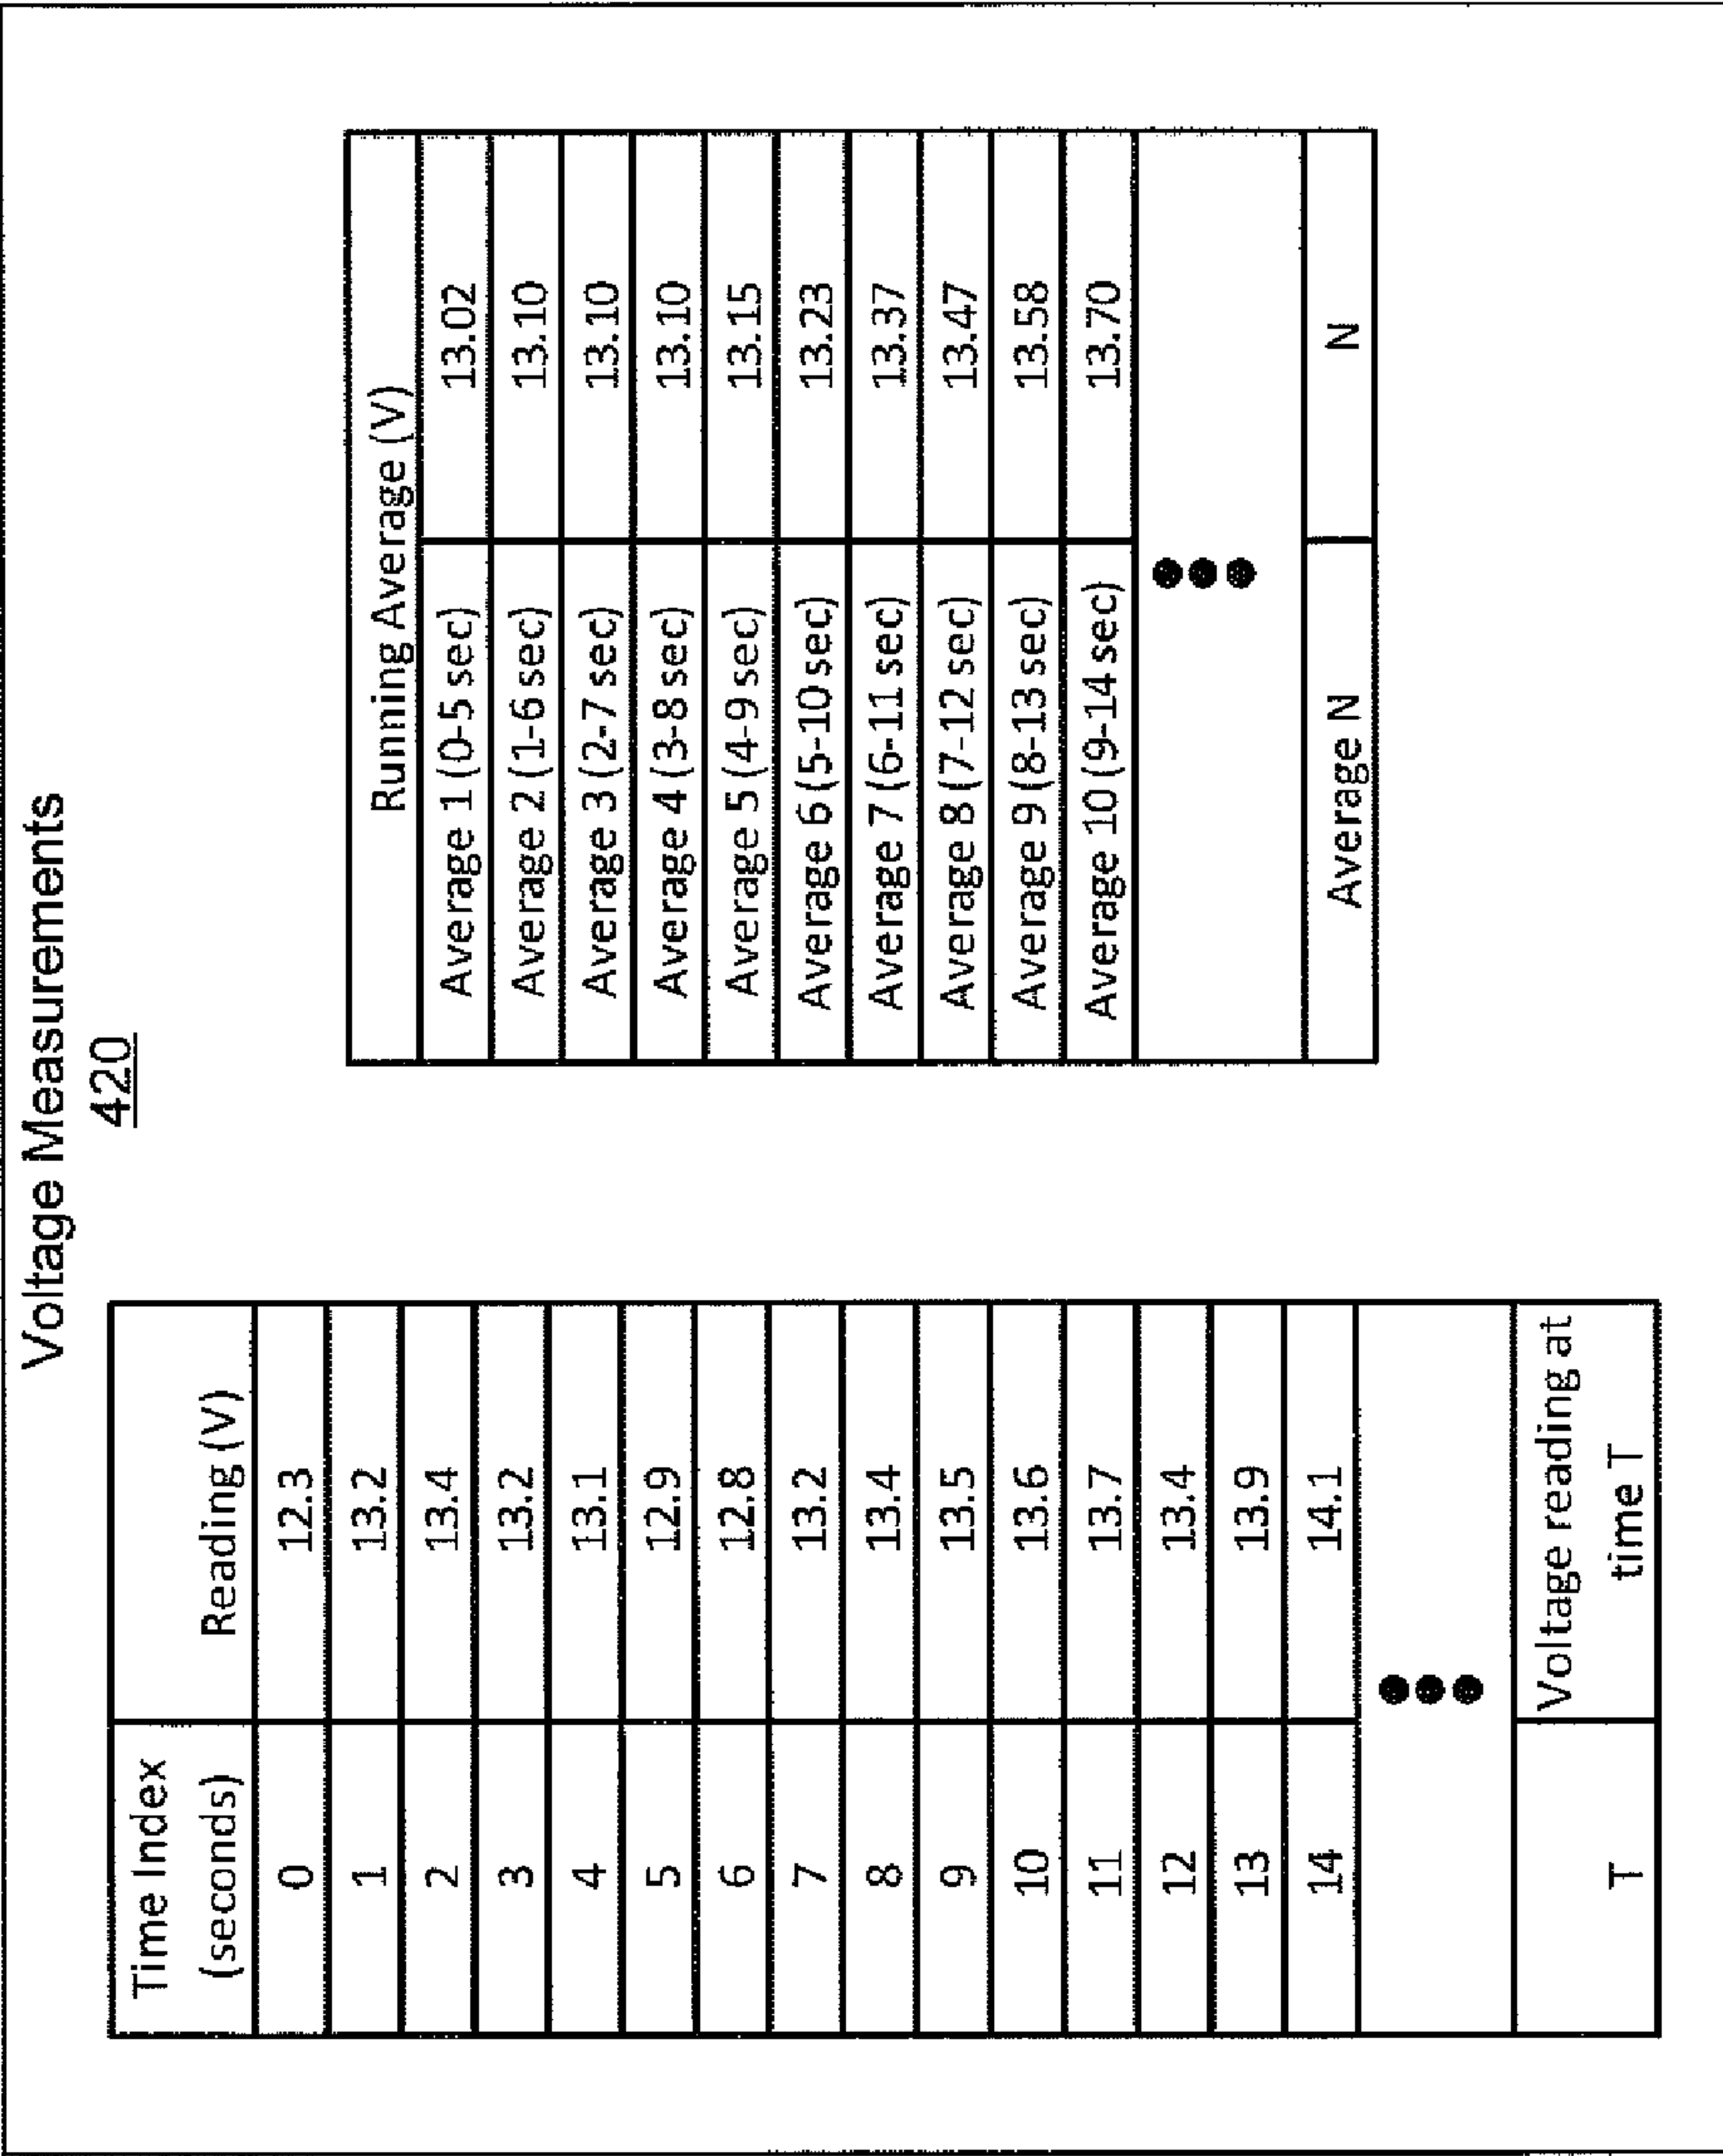 Voltage Measurements
420
Time Index (seconds) Reading (V)
0 12.3
1 13.2
2 13.4
3 13.2
4 13.1
5 12.9
6 12.8
7 13.2
8 13.4
9 13.5
10 13.6
11 13.7
12 13.4
13 13.9
14 14.1
T Voltage reading at time T
Running Average (V)
Average 1 (0-5 sec) 13.02
Average 2 (1-6 sec) 13.10
Average 3 (2-7 sec) 13.10
Average 4 (3-8 sec) 13.10
Average 5 (4-9 sec) 13.15
Average 6 (5-10 sec) 13.23
Average 7 (6-11 sec) 13.37
Average 8 (7-12 sec) 13.47
Average 9 (8-13 sec) 13.58
Average 10 (9-14 sec) 13.70
Average N N